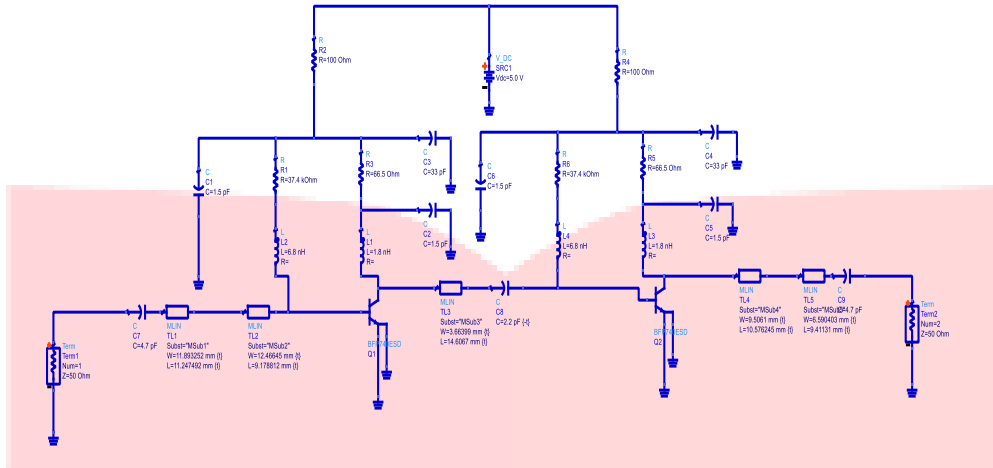 R
R2
R=100 Ohm
V_DC
SRC1
Vdc=5.0 V
R
R4
R=100 Ohm
C
C1
C=1.5 pF
R
R1
R=37.4 kOhm
R
R3
R=66.5 Ohm
C
C3
C=33 pF
C
C6
C=1.5 pF
R
R6
R=37.4 kOhm
R
R5
R=66.5 Ohm
C
C4
C=33 pF
L
L2
L=6.8 nH
R=
L
L1
L=1.8 nH
R=
C
C2
C=1.5 pF
L
L4
L=6.8 nH
R=
L
L3
L=1.8 nH
R=
C
C5
C=1.5 pF
Term
Term1
Num=1
Z=50 Ohm
C
C7
C=4.7 pF
MLIN
TL1
Subst="MSub1"
W=11.893252 mm {t}
L=11.247492 mm {t}
MLIN
TL2
Subst="MSub2"
W=12.46645 mm {t}
L=9.178812 mm {t}
Q1
MLIN
TL3
Subst="MSub3"
W=3.66399 mm {t}
L=14.6067 mm {t}
C
C8
C=2.2 pF {-t}
Q2
MLIN
TL4
Subst="MSub4"
W=9.5061 mm {t}
L=10.576245 mm {t}
MLIN
TL5
W=6.590403 mm {t}
L=9.41131 mm {t}
C
C9
Term
Term2
Num=2
Z=50 Ohm